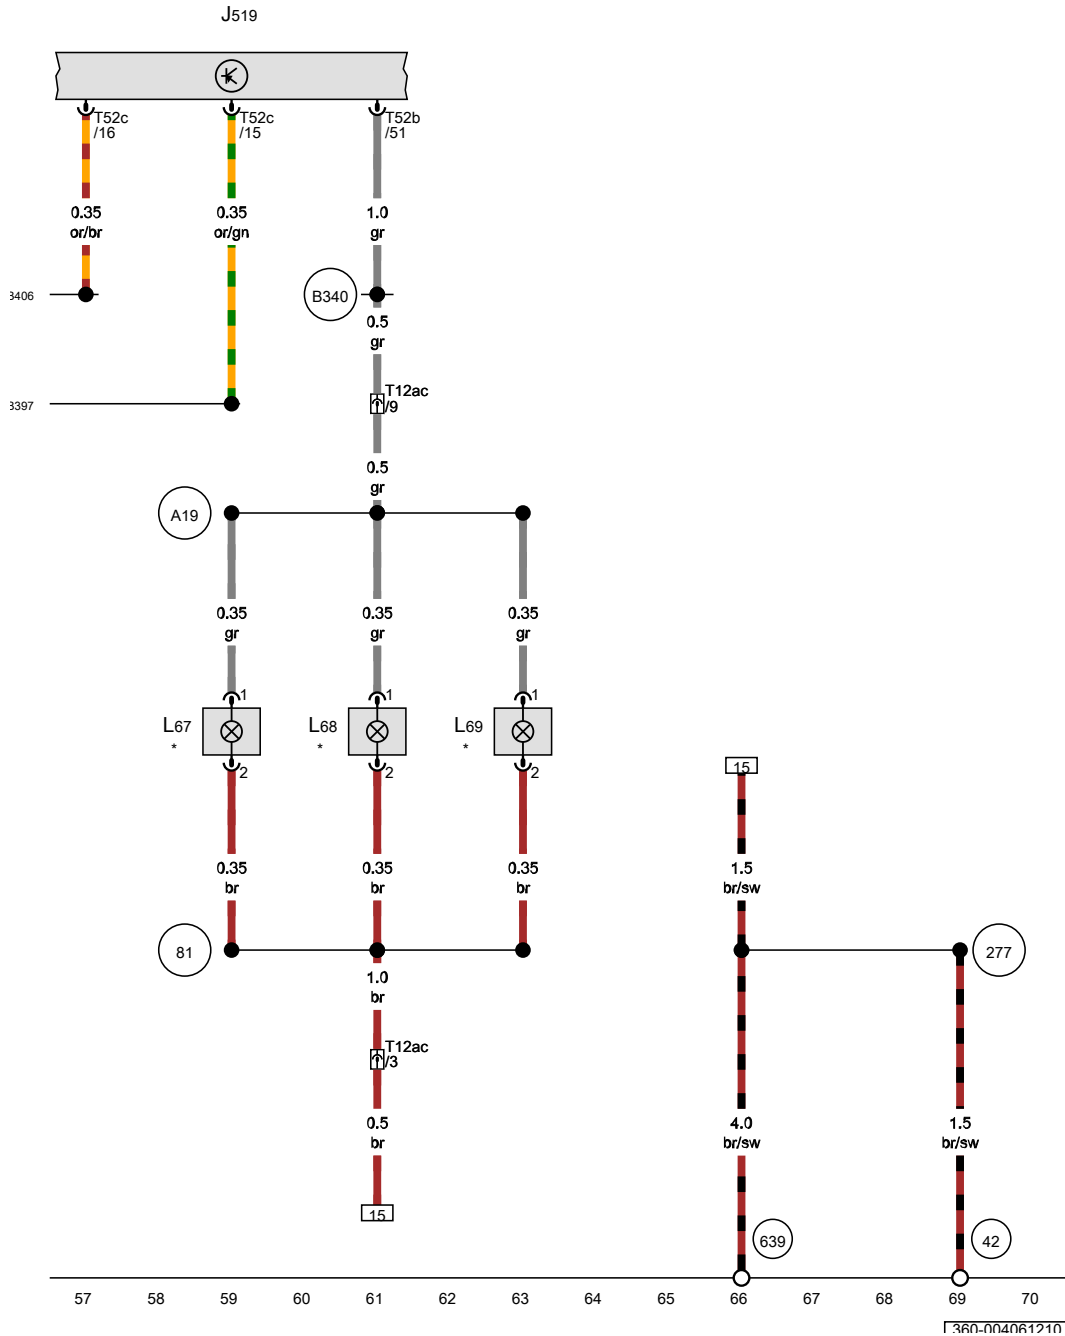 J519
T52c
/16
T52c
/15
T52b
/51
0.35
or/br
0.35
or/gn
1.0
gr
B340
0.5
gr
T12ac
/9
0.5
gr
A19
0.35
gr
0.35
gr
0.35
gr
1
1
1
L67
*
L68
*
L69
*
2
2
2
15
0.35
br
0.35
br
0.35
br
1.5
br/sw
81
277
1.0
br
T12ac
/3
0.5
br
4.0
br/sw
1.5
br/sw
15
639
42
57 58 59 60 61 62 63 64 65 66 67 68 69 70
360-004061210